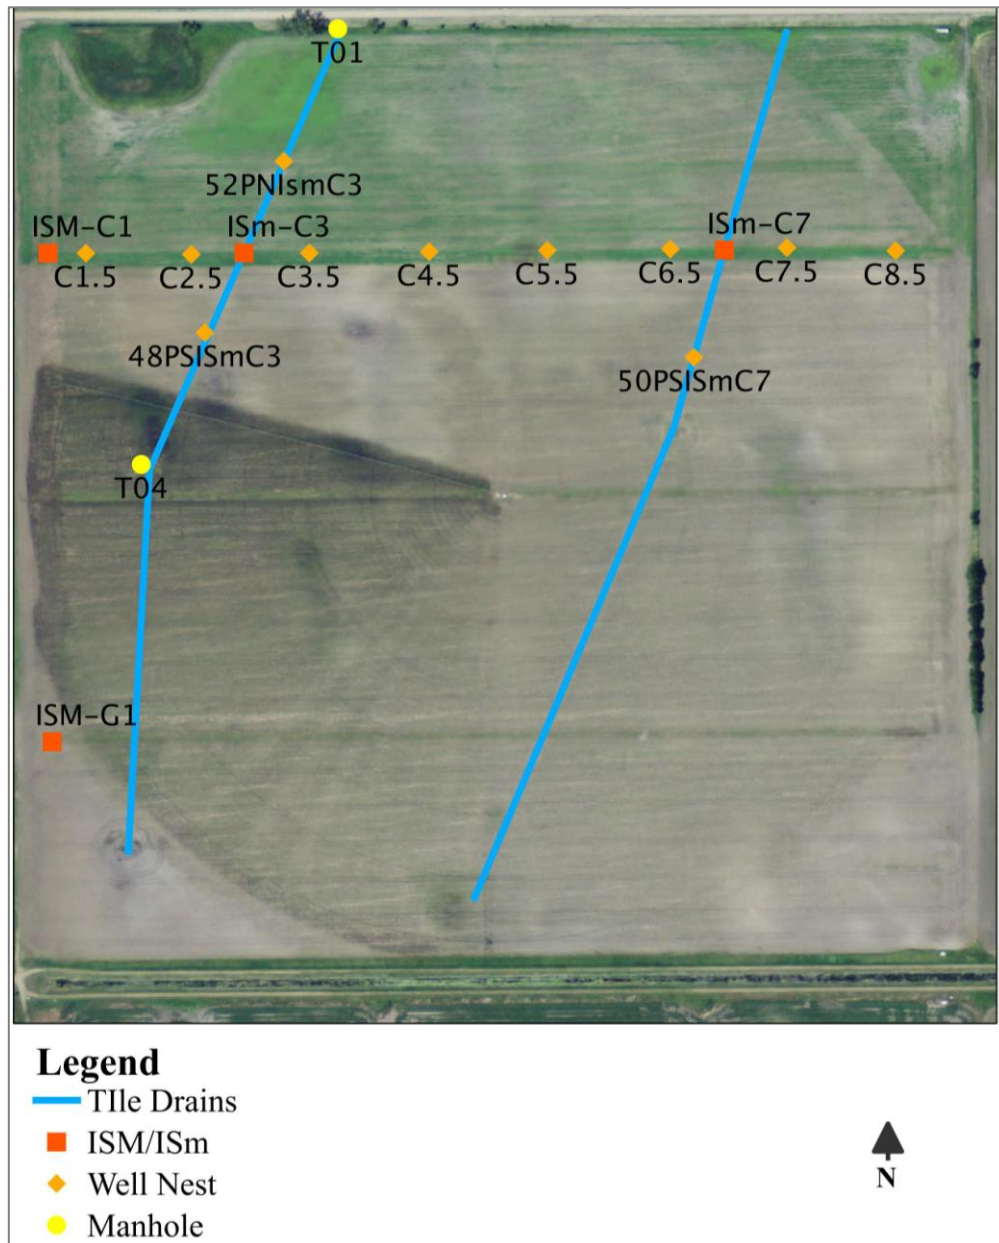 T01
52PNIsmC3
ISM-C1 ISm-C3 ISm-C7
C1.5 C2.5 C3.5 C4.5 C5.5 C6.5 C7.5 C8.5
48PSISmC3
50PSISmC7
T04
ISM-G1
Legend
TIle Drains
ISM/ISm
Well Nest
Manhole
N